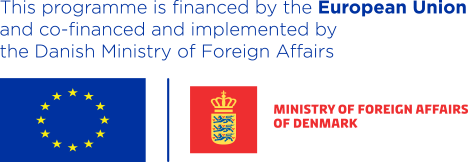 This programme is financed by the European Union
and co-financed and implemented by
the Danish Ministry of Foreign Affairs
MINISTRY OF FOREIGN AFFAIRS
OF DENMARK